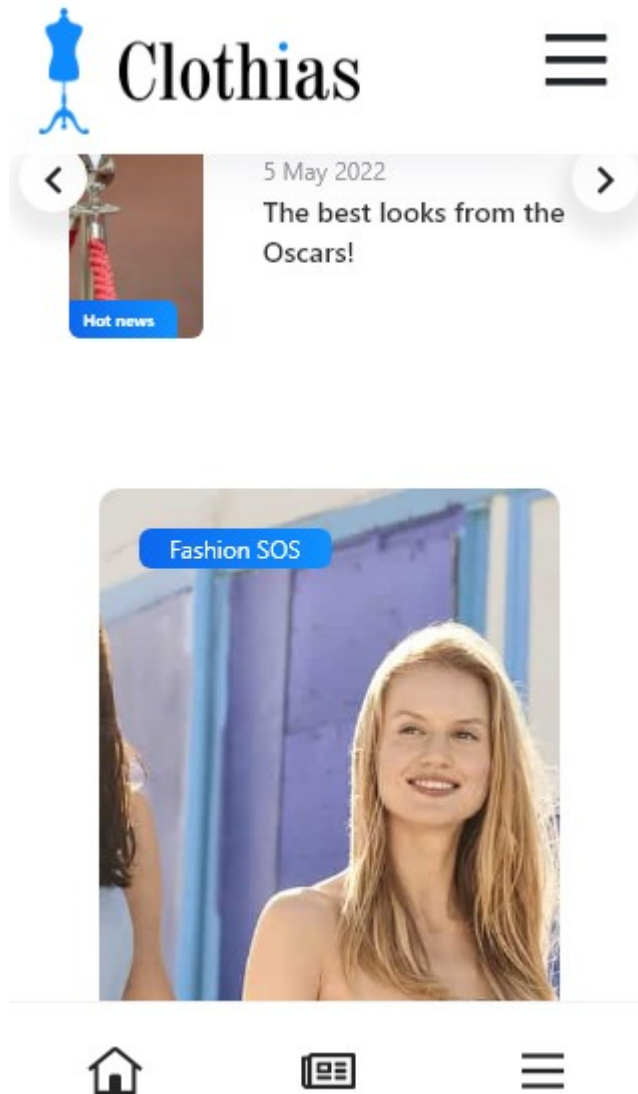 Clothias
5 May 2022
The best looks from the
Oscars!
Hot news
Fashion SOS